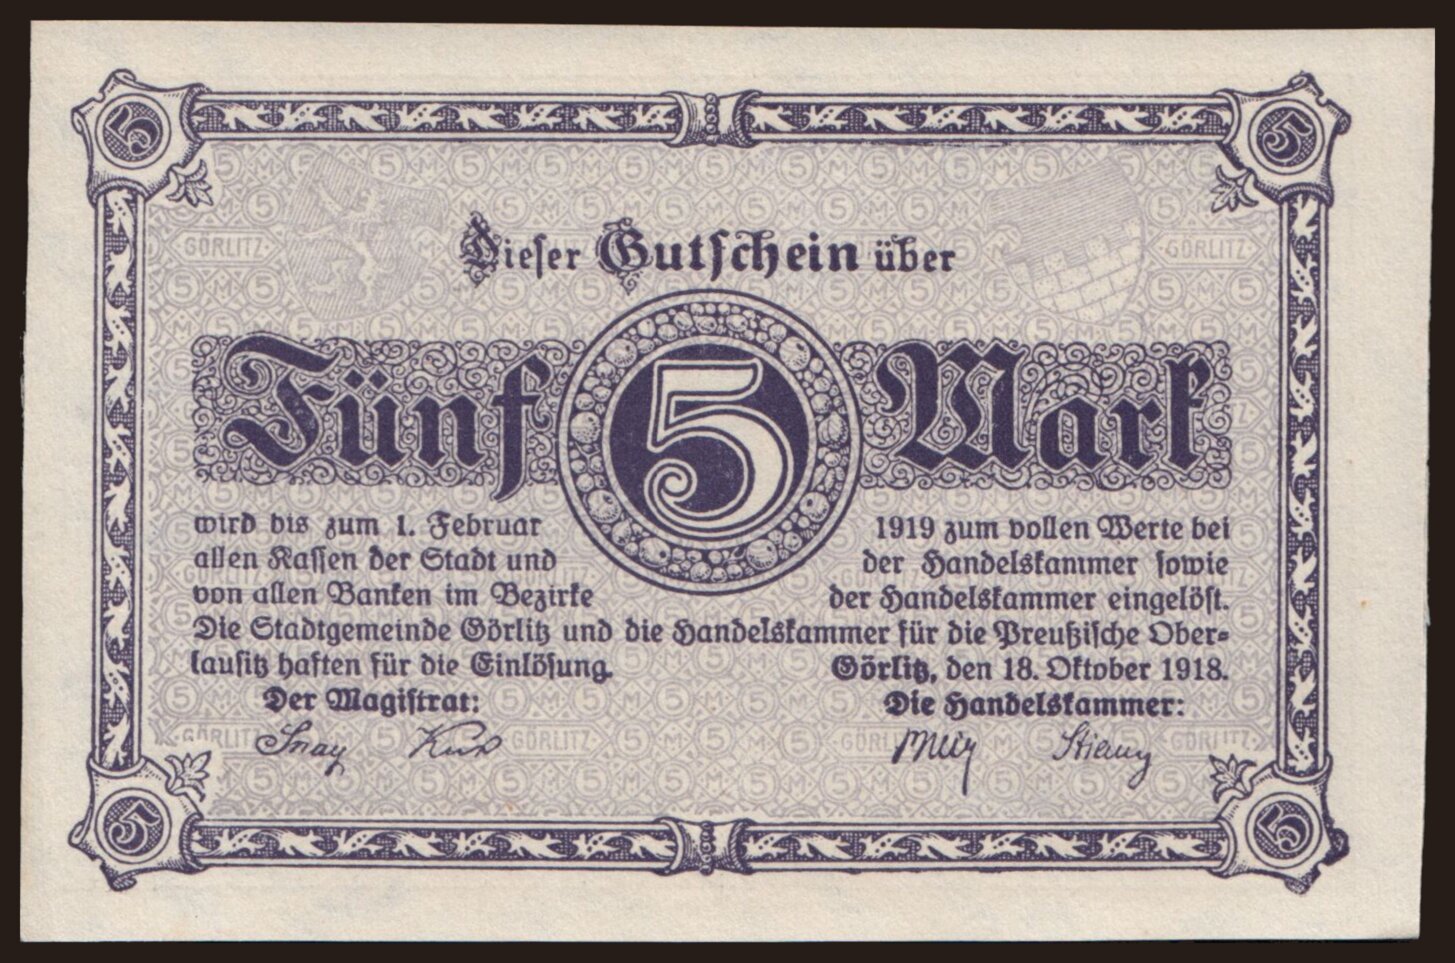 5 5
Dieser Gutschein über
GÖRLITZ GÖRLITZ
Fünf 5 Mark
wird bis zum 1. Februar 1919 zum vollen Werte bei
allen Kassen der Stadt und der Handelskammer sowie
von allen Banken im Bezirke der Handelskammer eingelöst.
Die Stadtgemeinde Görlitz und die Handelskammer für die Preußische Ober-
lausitz haften für die Einlösung. Görlitz, den 18. Oktober 1918.
Der Magistrat: Die Handelskammer:
Snay
5 5